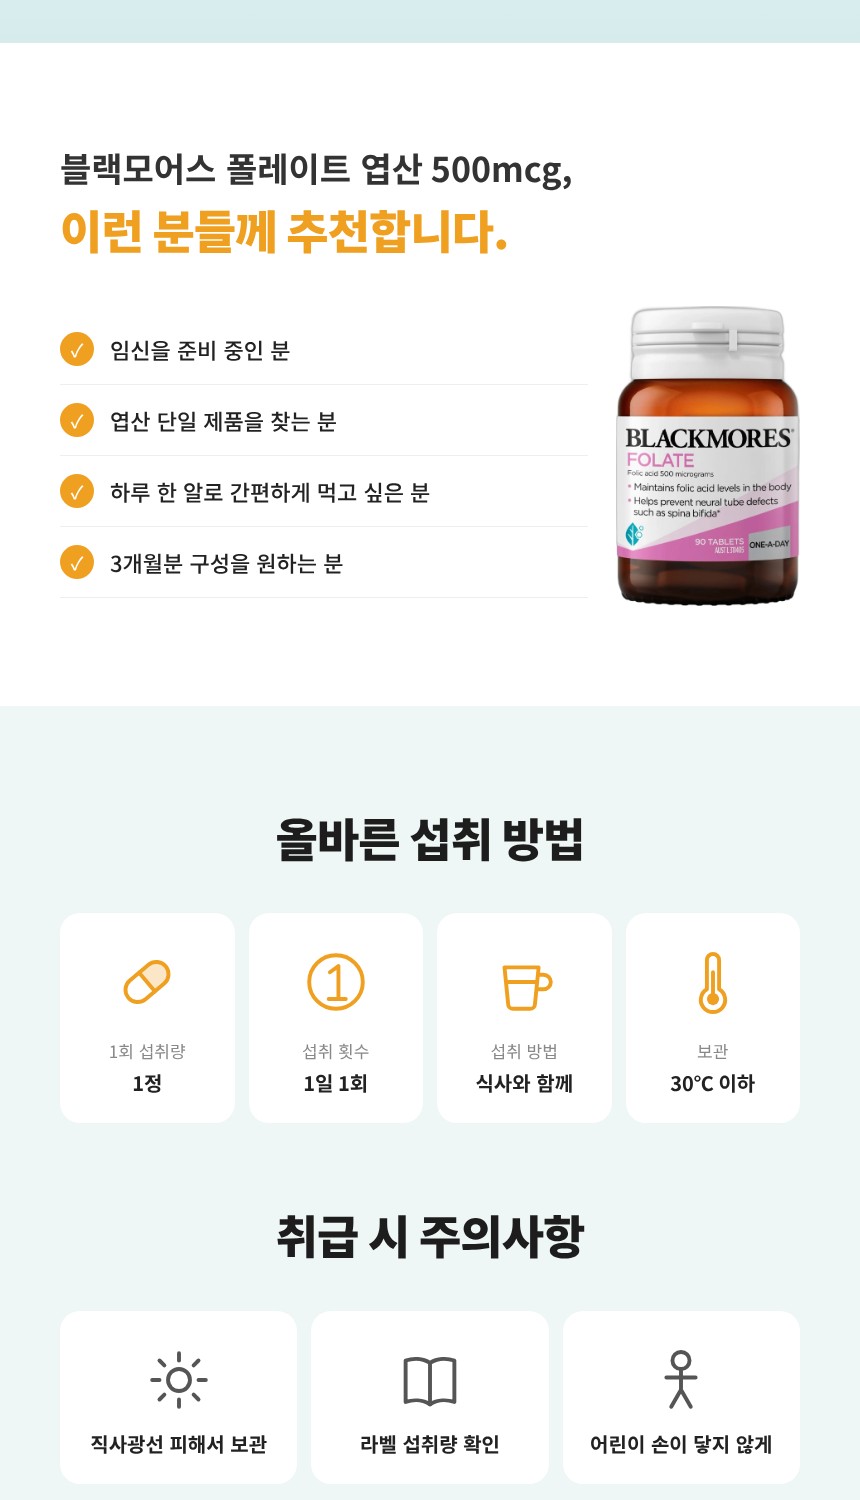 블랙모어스 폴레이트 엽산 500mcg,
이런 분들께 추천합니다.
임신을 준비 중인 분
엽산 단일 제품을 찾는 분
하루 한 알로 간편하게 먹고 싶은 분
3개월분 구성을 원하는 분
BLACKMORES
FOLATE
Folic acid 500 micrograms
• Maintains folic acid levels in the body
• Helps prevent neural tube defects
such as spina bifida*
90 TABLETS
ONE-A-DAY
올바른 섭취 방법
1
1회 섭취량
1정
섭취 횟수
1일 1회
섭취 방법
식사와 함께
보관
30°C 이하
취급 시 주의사항
직사광선 피해서 보관
라벨 섭취량 확인
어린이 손이 닿지 않게